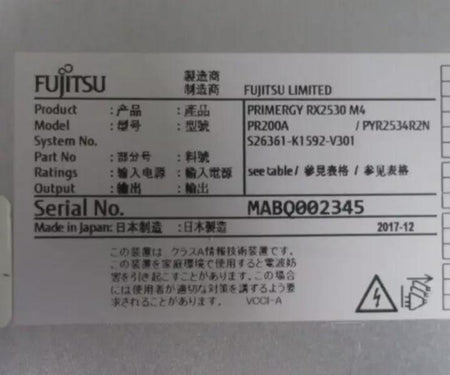 FUJITSU 製造商
制造商 FUJITSU LIMITED
Product :产品 :產品 PRIMERGY RX2530 M4
Model :型号 :型號 PR200A / PYR2534R2N
System No. S26361-K1592-V301
Part No :部分号 :料號
Ratings :输入电源 :输入電源 see table / 參見表格 / 参见表格
Output :输出 :輸出
Serial No. MABQ002345
Made in Japan:日本制造 :日本製造 2017-12
この装置は クラスA情報技術装置です。
この装置を家庭環境で使用すると電波妨
害を引き起こすことがあります。この場合
には使用者が適切な対策を講ずるよう要
求されることがあります。 VCCI-A